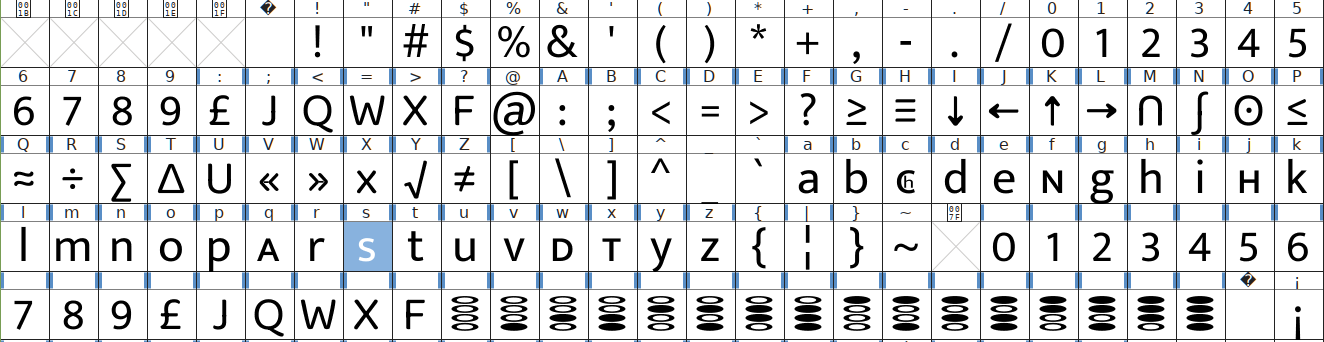 001B 001C 001D 001E 001F � ! " # $ % & ' ( ) * + , - . / 0 1 2 3 4 5
! " # $ % & ' ( ) * + , - . / 0 1 2 3 4 5
6 7 8 9 : ; < = > ? @ A B C D E F G H I J K L M N O P
6 7 8 9 £ J Q W X F @ : ; < = > ? ≥ ≡ ↓ ← ↑ → ∩ ∫ ʘ ≤
Q R S T U V W X Y Z [ \ ] ^ _ ` a b c d e f g h i j k
≈ ÷ ∑ ∆ U « » x √ ≠ [ \ ] ^ _ ` a b d e ɴ g h i ʜ k
l m n o p q r s t u v w x y z { | } ~ 007F
l m n o p ᴀ r s t u v ᴅ ᴛ y z { ¦ } ~ 0 1 2 3 4 5 6
� ¡
7 8 9 £ J Q W X F ¡